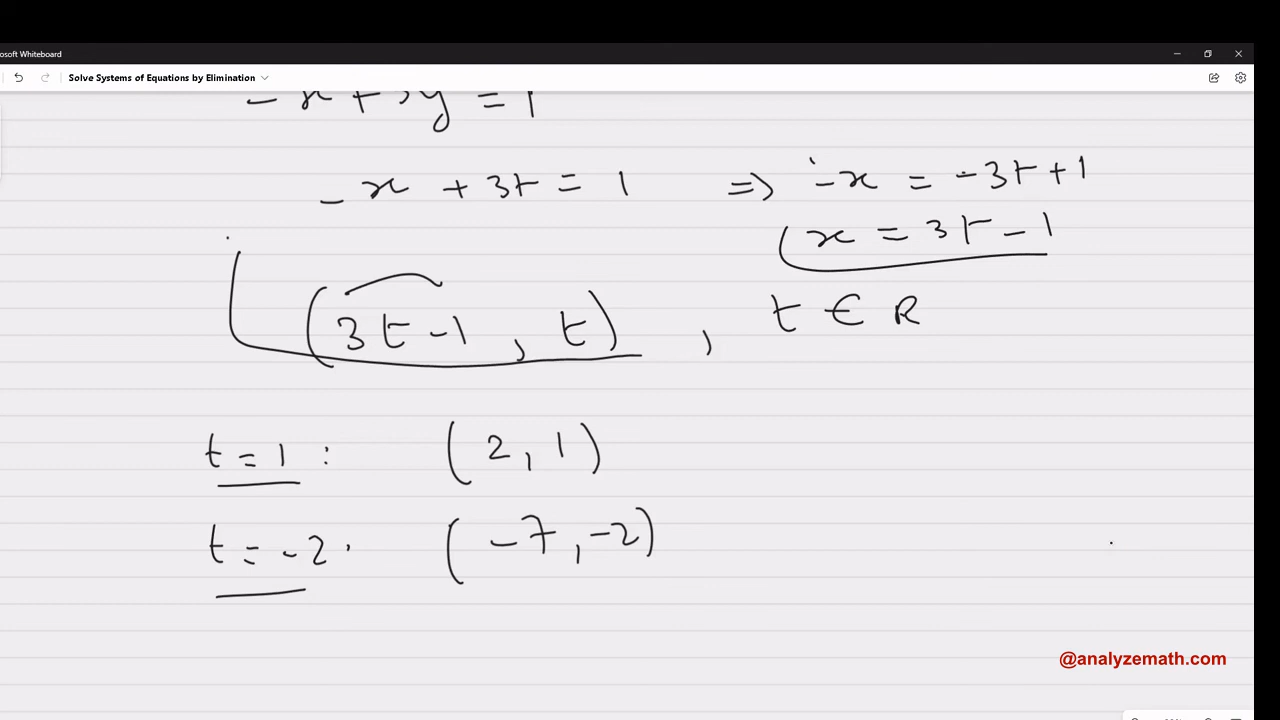 osoft Whiteboard
Solve Systems of Equations by Elimination
- x + 3y = 1
- x + 3t = 1 => -x = -3t + 1
x = 3t - 1
(3t - 1, t), t ∈ R
t = 1 : (2, 1)
t = -2 . (-7, -2)
@analyzemath.com